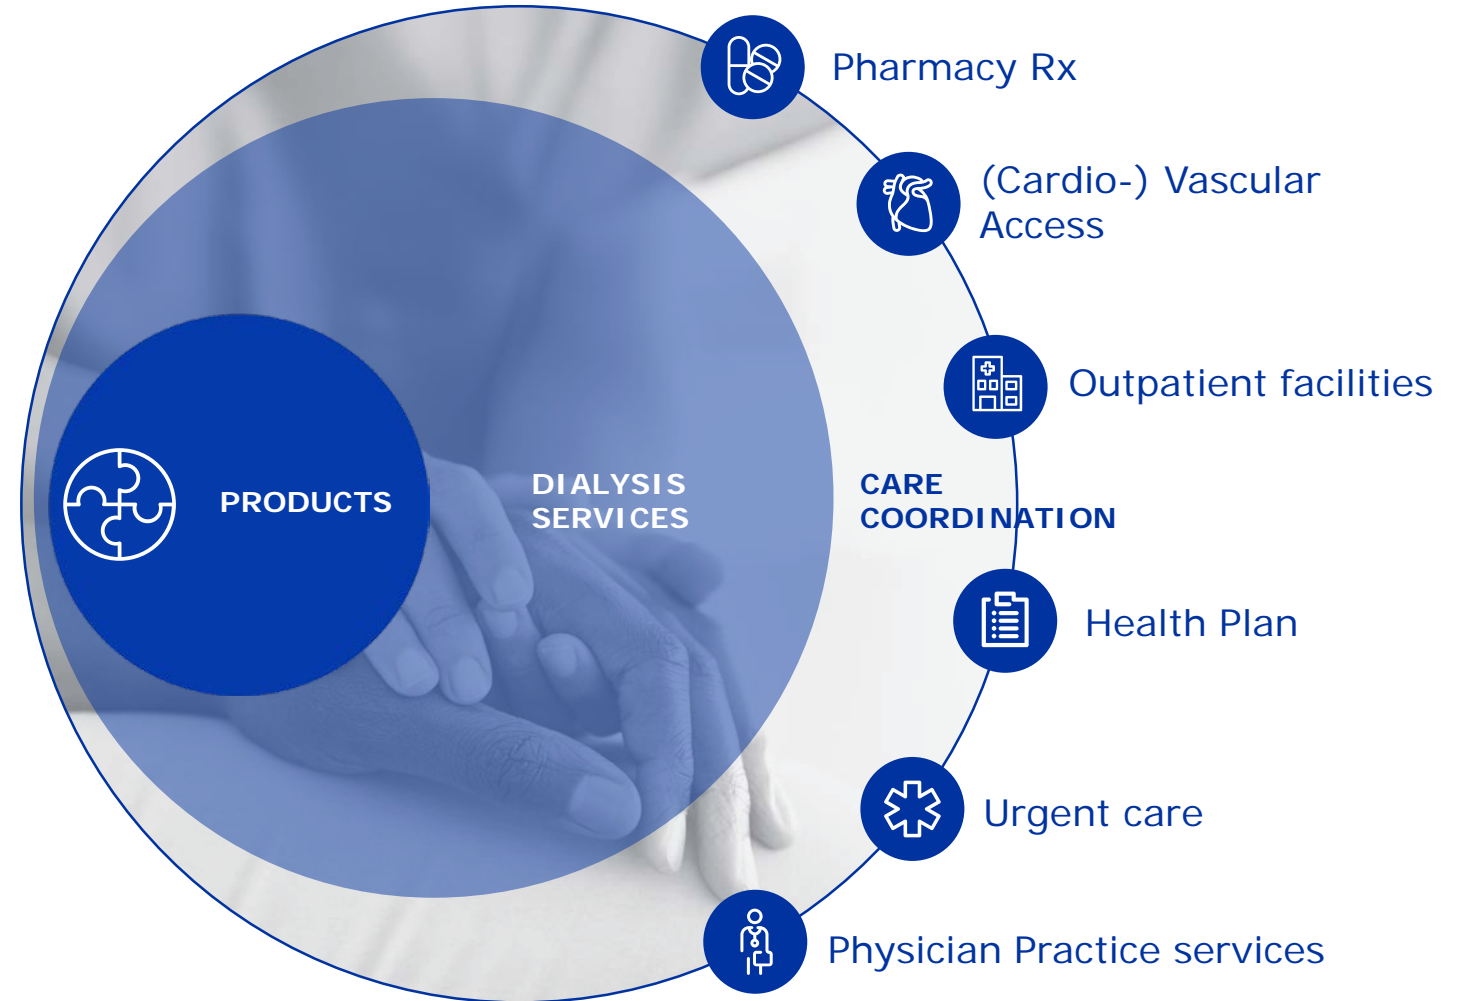 Pharmacy Rx
(Cardio-) Vascular
Access
Outpatient facilities
PRODUCTS
DIALYSIS
SERVICES
CARE
COORDINATION
Health Plan
Urgent care
Physician Practice services